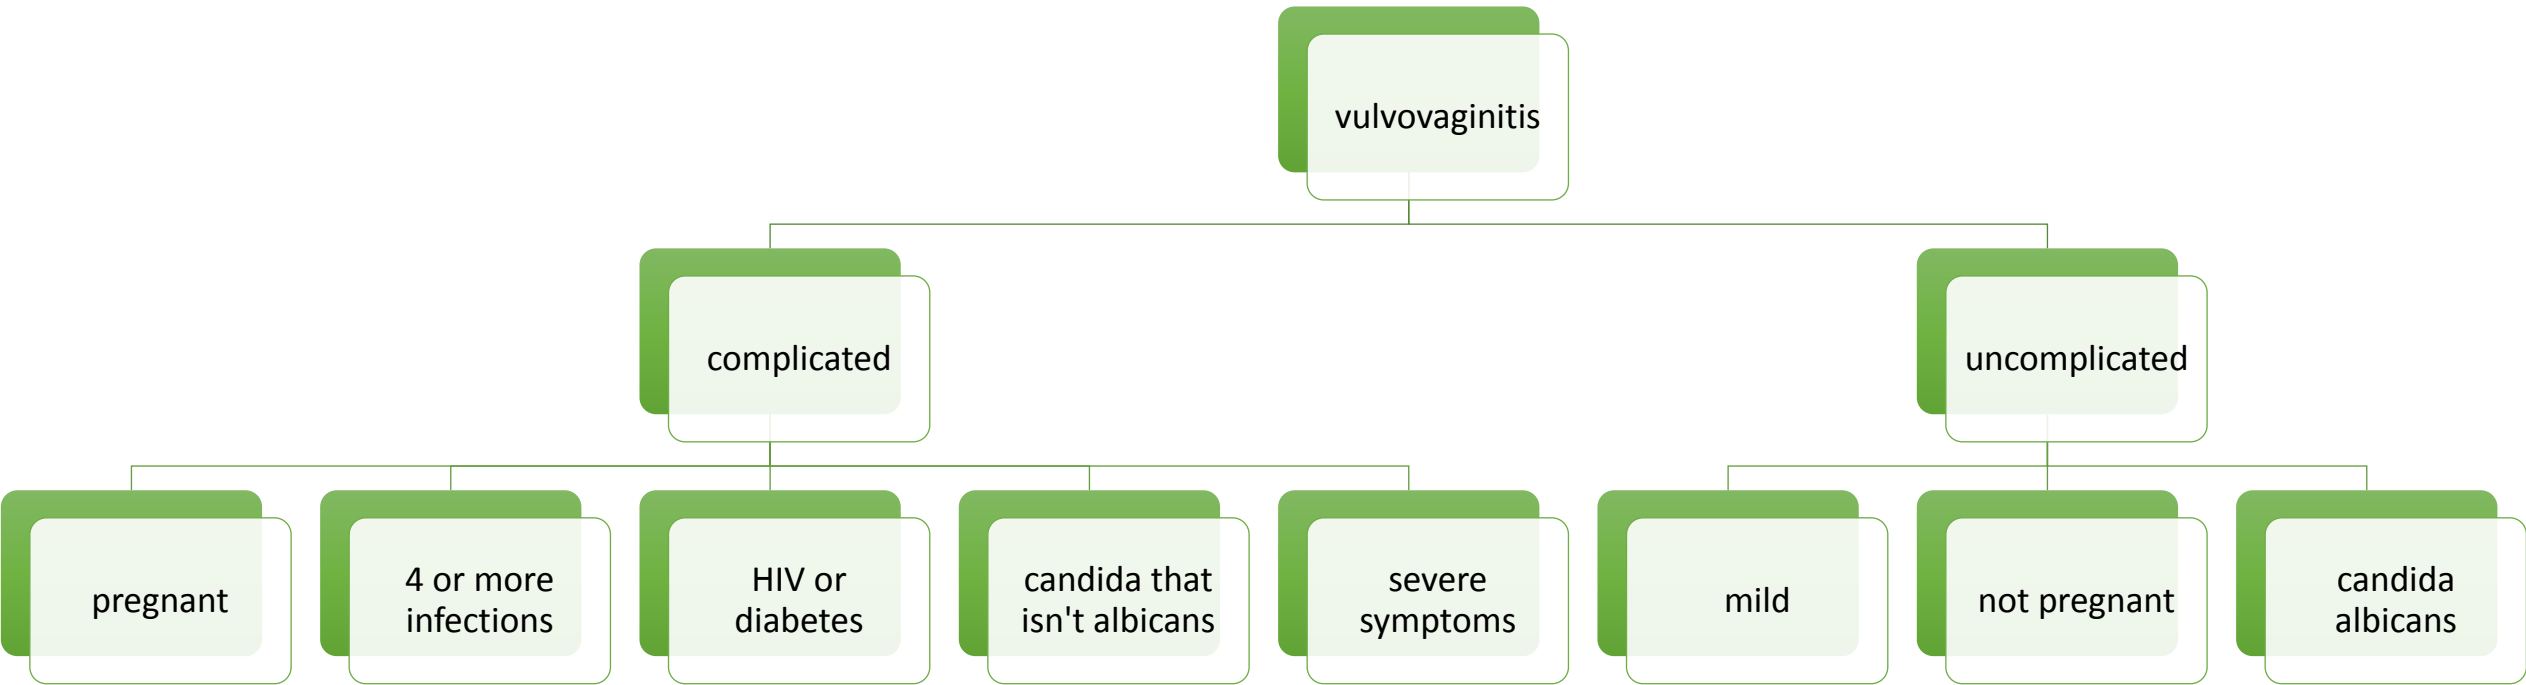 vulvovaginitis
complicated
uncomplicated
pregnant
4 or more
infections
HIV or
diabetes
candida that
isn't albicans
severe
symptoms
mild
not pregnant
candida
albicans